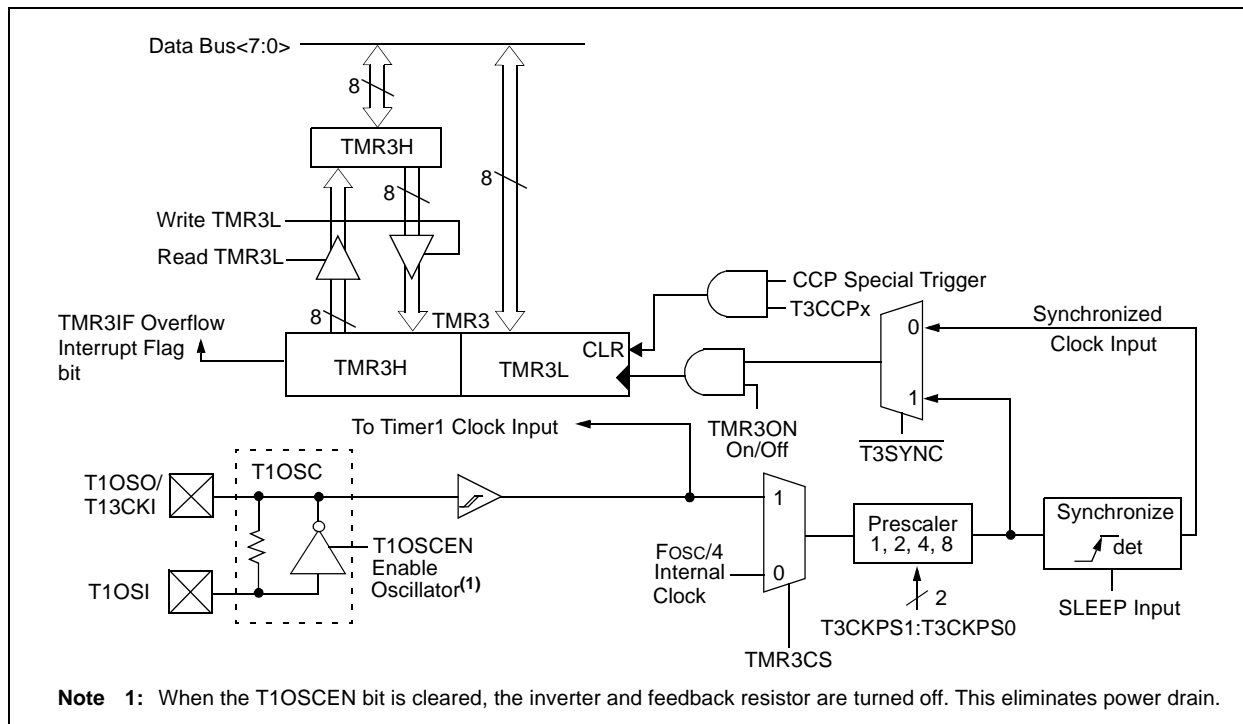 Data Bus<7:0>
8
TMR3H
8
8
Write TMR3L
Read TMR3L
CCP Special Trigger
T3CCPx
8
TMR3
TMR3IF Overflow
Interrupt Flag
bit
TMR3H
TMR3L
CLR
0
1
Synchronized
Clock Input
TMR3ON
On/Off
T3SYNC
To Timer1 Clock Input
T1OSO/
T13CKI
T1OSC
1
Prescaler
1, 2, 4, 8
Synchronize
det
T1OSCEN
Enable
Oscillator(1)
FOSC/4
Internal
Clock
0
T1OSI
2
SLEEP Input
T3CKPS1:T3CKPS0
TMR3CS
Note 1: When the T1OSCEN bit is cleared, the inverter and feedback resistor are turned off. This eliminates power drain.